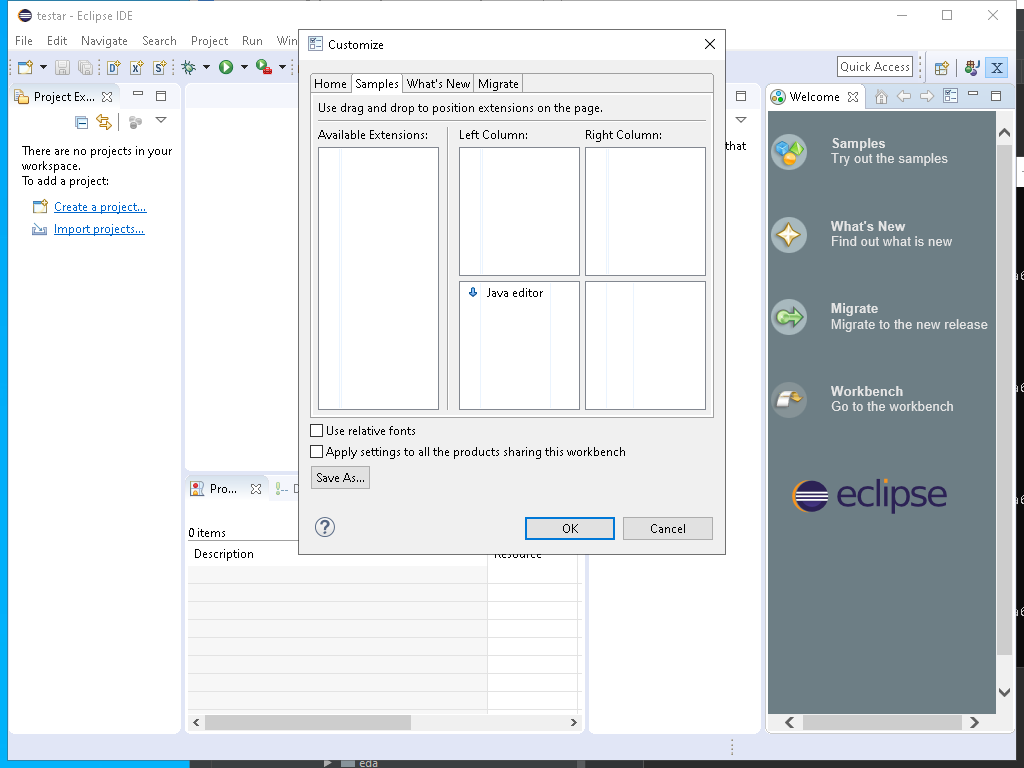 testar - Eclipse IDE
File Edit Navigate Search Project Run Win
Quick Access
Project Ex...
There are no projects in your
workspace.
To add a project:
Create a project...
Import projects...
Customize
Home Samples What's New Migrate
Use drag and drop to position extensions on the page.
Available Extensions: Left Column: Right Column:
Java editor
Use relative fonts
Apply settings to all the products sharing this workbench
Save As...
OK Cancel
that
Pro...
0 items
Description Resource
Welcome
Samples
Try out the samples
What's New
Find out what is new
Migrate
Migrate to the new release
Workbench
Go to the workbench
eclipse
eda